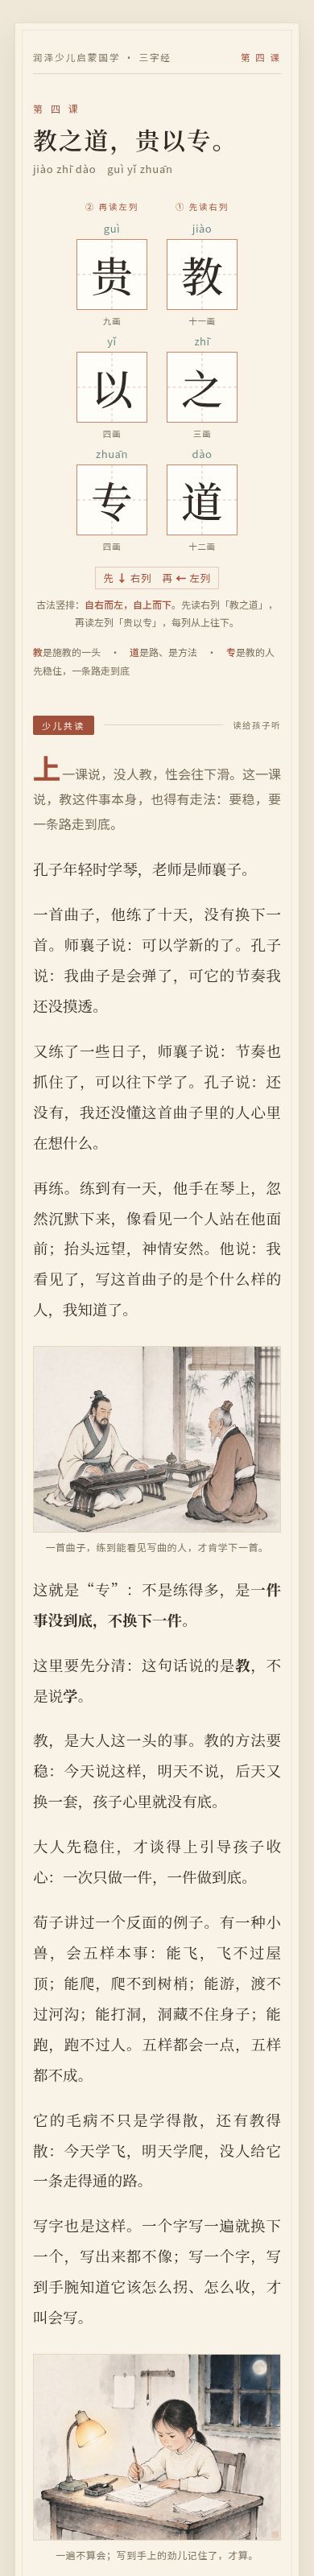 润泽少儿启蒙国学 · 三字经
第四课
第四课
教之道，贵以专。
jiào zhī dào guì yǐ zhuān
② 再读左列
① 先读右列
guì
jiào
贵
教
九画
十一画
yǐ
zhī
以
之
四画
三画
zhuān
dào
专
道
四画
十二画
先 ↓ 右列 再 ← 左列
古法竖排：自右而左，自上而下。先读右列「教之道」，
再读左列「贵以专」，每列从上往下。
教是施教的一头 · 道是路、是方法 · 专是教的人
先稳住，一条路走到底
少儿共读
读给孩子听
上一课说，没人教，性会往下滑。这一课
说，教这件事本身，也得有走法：要稳，要
一条路走到底。
孔子年轻时学琴，老师是师襄子。
一首曲子，他练了十天，没有换下一
首。师襄子说：可以学新的了。孔子
说：我曲子是会弹了，可它的节奏我
还没摸透。
又练了一些日子，师襄子说：节奏也
抓住了，可以往下学了。孔子说：还
没有，我还没懂这首曲子里的人心里
在想什么。
再练。练到有一天，他手在琴上，忽
然沉默下来，像看见一个人站在他面
前；抬头远望，神情安然。他说：我
看见了，写这首曲子的是个什么样的
人，我知道了。
一首曲子，练到能看见写曲的人，才肯学下一首。
这就是“专”：不是练得多，是一件
事没到底，不换下一件。
这里要先分清：这句话说的是教，不
是说学。
教，是大人这一头的事。教的方法要
稳：今天说这样，明天不说，后天又
换一套，孩子心里就没有底。
大人先稳住，才谈得上引导孩子收
心：一次只做一件，一件做到底。
荀子讲过一个反面的例子。有一种小
兽，会五样本事：能飞，飞不过屋
顶；能爬，爬不到树梢；能游，渡不
过河沟；能打洞，洞藏不住身子；能
跑，跑不过人。五样都会一点，五样
都不成。
它的毛病不只是学得散，还有教得
散：今天学飞，明天学爬，没人给它
一条走得通的路。
写字也是这样。一个字写一遍就换下
一个，写出来都不像；写一个字，写
到手腕知道它该怎么拐、怎么收，才
叫会写。
一遍不算会；写到手上的劲儿记住了，才算。